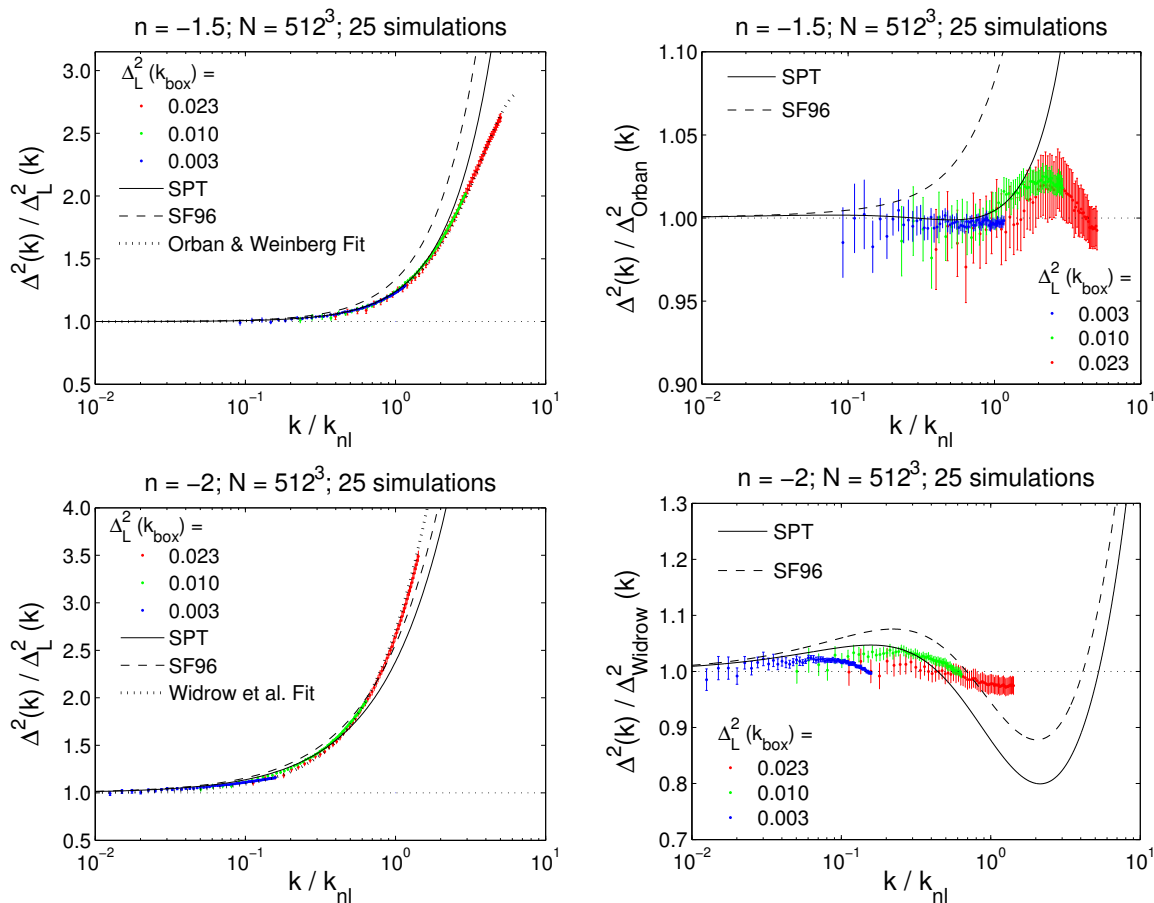 n = −1.5; N = 512³; 25 simulations
Δ²(k) / Δ_L² (k)
3.0
2.5
2.0
1.5
1.0
0.5
Δ_L² (k_box) =
0.023
0.010
0.003
SPT
SF96
Orban & Weinberg Fit
10⁻²
10⁻¹
10⁰
10¹
k / k_nl
n = −1.5; N = 512³; 25 simulations
Δ²(k) / Δ²_Orban (k)
1.10
1.05
1.00
0.95
0.90
SPT
SF96
Δ_L² (k_box) =
0.003
0.010
0.023
10⁻²
10⁻¹
10⁰
10¹
k / k_nl
n = −2; N = 512³; 25 simulations
Δ²(k) / Δ_L² (k)
4.0
3.5
3.0
2.5
2.0
1.5
1.0
0.5
Δ_L² (k_box) =
0.023
0.010
0.003
SPT
SF96
Widrow et al. Fit
10⁻²
10⁻¹
10⁰
10¹
k / k_nl
n = −2; N = 512³; 25 simulations
Δ²(k) / Δ²_Widrow (k)
1.3
1.2
1.1
1.0
0.9
0.8
0.7
SPT
SF96
Δ_L² (k_box) =
0.023
0.010
0.003
10⁻²
10⁻¹
10⁰
10¹
k / k_nl